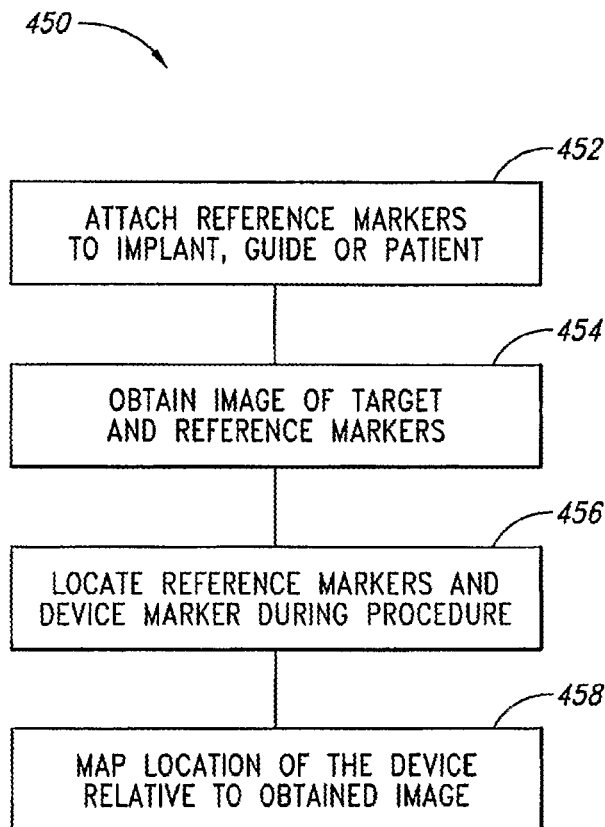 450
452
ATTACH REFERENCE MARKERS
TO IMPLANT, GUIDE OR PATIENT
454
OBTAIN IMAGE OF TARGET
AND REFERENCE MARKERS
456
LOCATE REFERENCE MARKERS AND
DEVICE MARKER DURING PROCEDURE
458
MAP LOCATION OF THE DEVICE
RELATIVE TO OBTAINED IMAGE